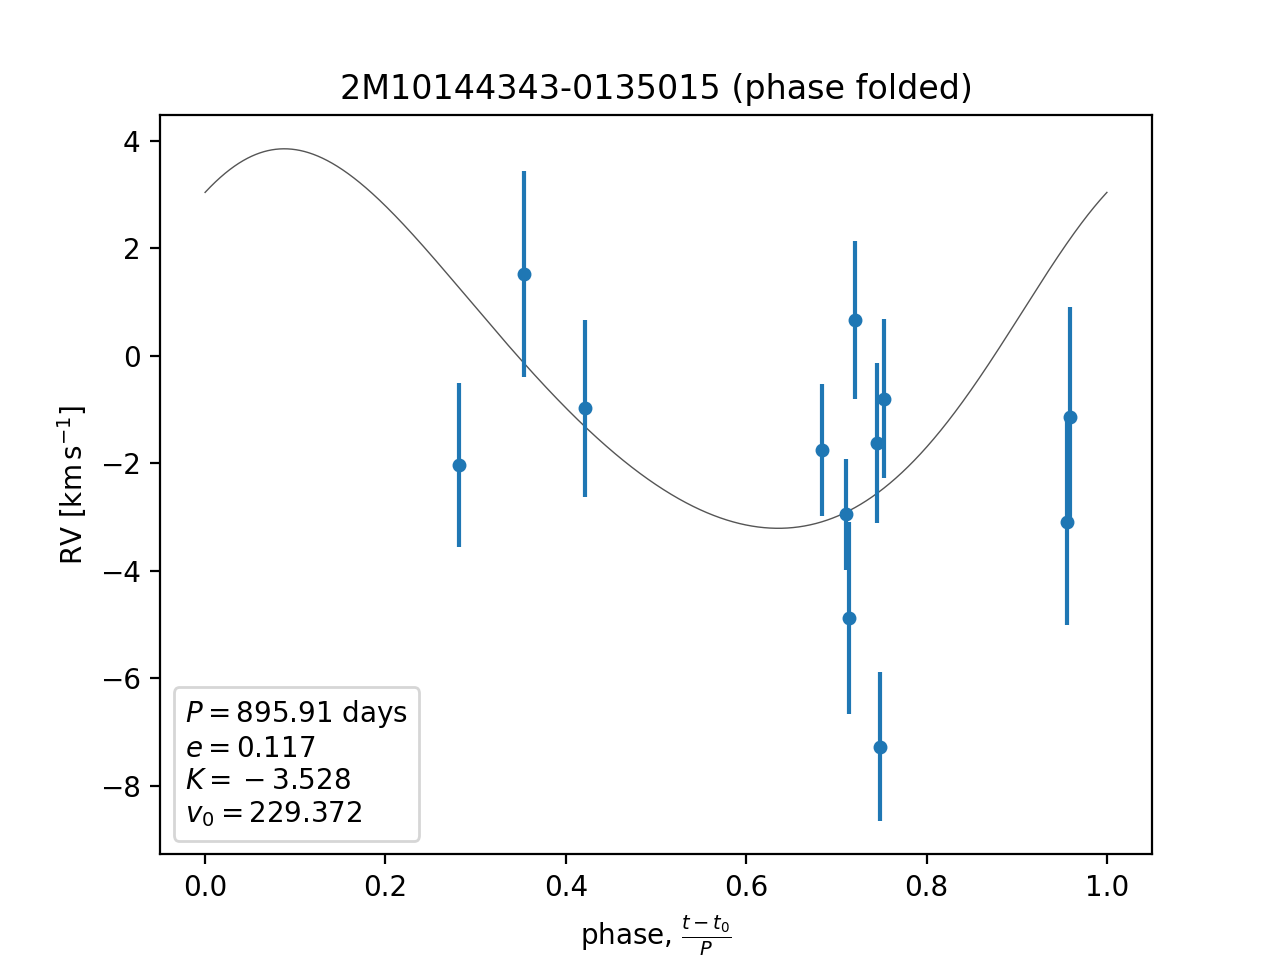 2M10144343-0135015 (phase folded)
4
2
0
−2
−4
−6
−8
RV [km s⁻¹]
P = 895.91 days
e = 0.117
K = −3.528
v₀ = 229.372
0.0 0.2 0.4 0.6 0.8 1.0
phase, (t − t₀)/P